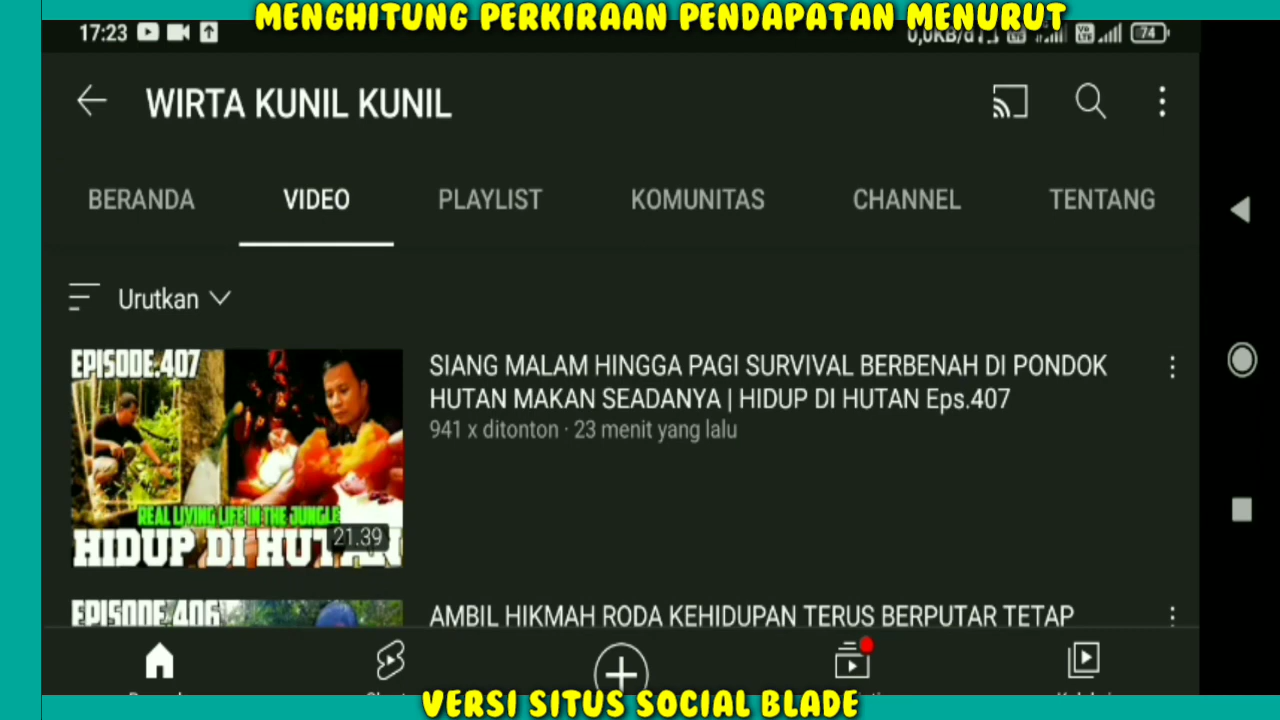 MENGHITUNG PERKIRAAN PENDAPATAN MENURUT
17:23
74
WIRTA KUNIL KUNIL
BERANDA VIDEO PLAYLIST KOMUNITAS CHANNEL TENTANG
Urutkan
EPISODE.407
REAL LIVING LIFE IN THE JUNGLE
HIDUP DI HUTAN
21.39
SIANG MALAM HINGGA PAGI SURVIVAL BERBENAH DI PONDOK
HUTAN MAKAN SEADANYA | HIDUP DI HUTAN Eps.407
941 x ditonton · 23 menit yang lalu
EPISODE.406
AMBIL HIKMAH RODA KEHIDUPAN TERUS BERPUTAR TETAP
VERSI SITUS SOCIAL BLADE